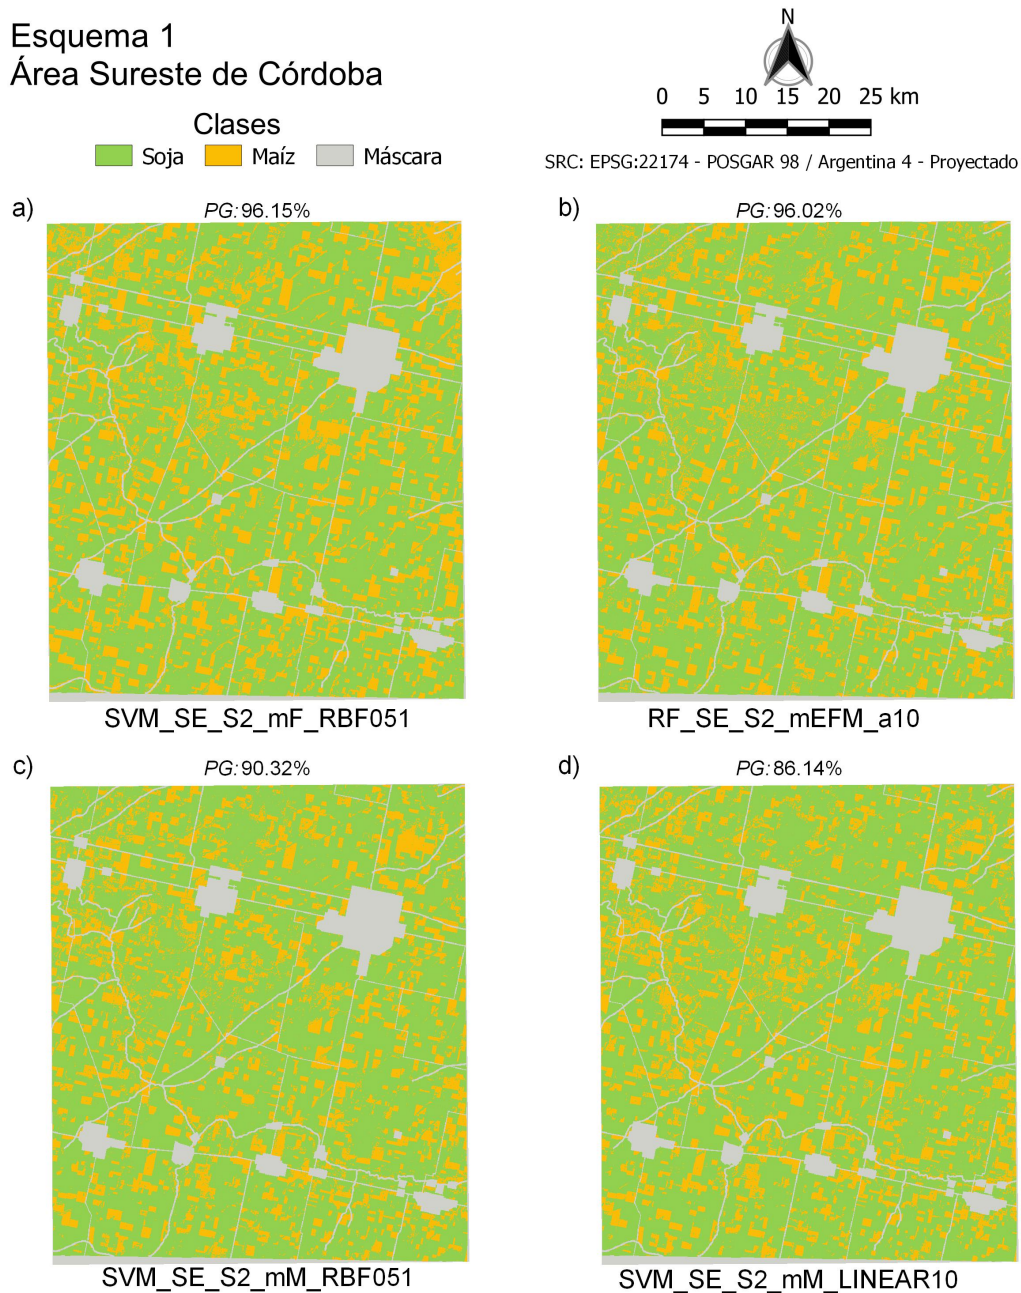 Esquema 1
Área Sureste de Córdoba
Clases
Soja Maíz Máscara
N
0 5 10 15 20 25 km
SRC: EPSG:22174 - POSGAR 98 / Argentina 4 - Proyectado
a) PG: 96.15%
SVM_SE_S2_mF_RBF051
b) PG: 96.02%
RF_SE_S2_mEFM_a10
c) PG: 90.32%
SVM_SE_S2_mM_RBF051
d) PG: 86.14%
SVM_SE_S2_mM_LINEAR10